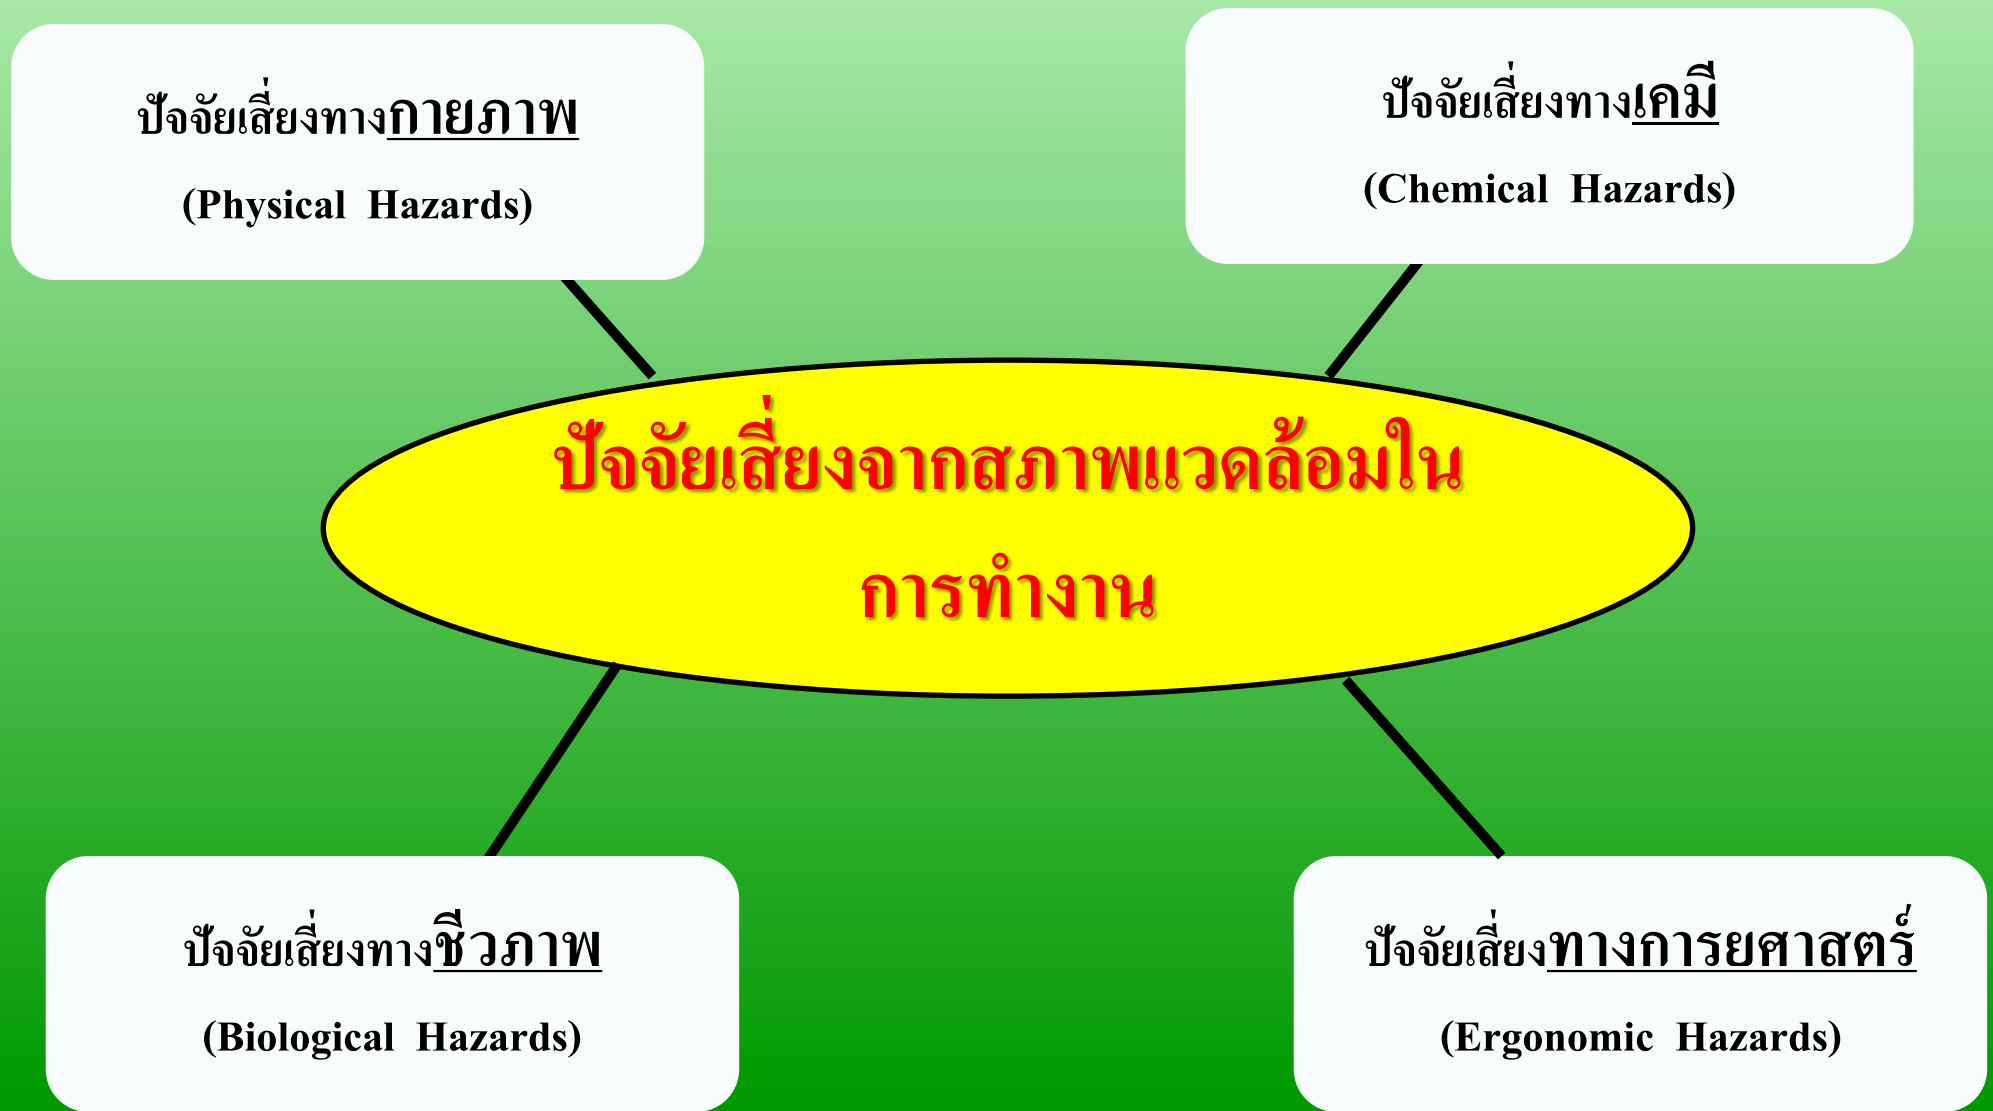 ปัจจัยเสี่ยงทางกายภาพ
(Physical Hazards)
ปัจจัยเสี่ยงทางเคมี
(Chemical Hazards)
ปัจจัยเสี่ยงจากสภาพแวดล้อมใน
การทำงาน
ปัจจัยเสี่ยงทางชีวภาพ
(Biological Hazards)
ปัจจัยเสี่ยงทางการยศาสตร์
(Ergonomic Hazards)